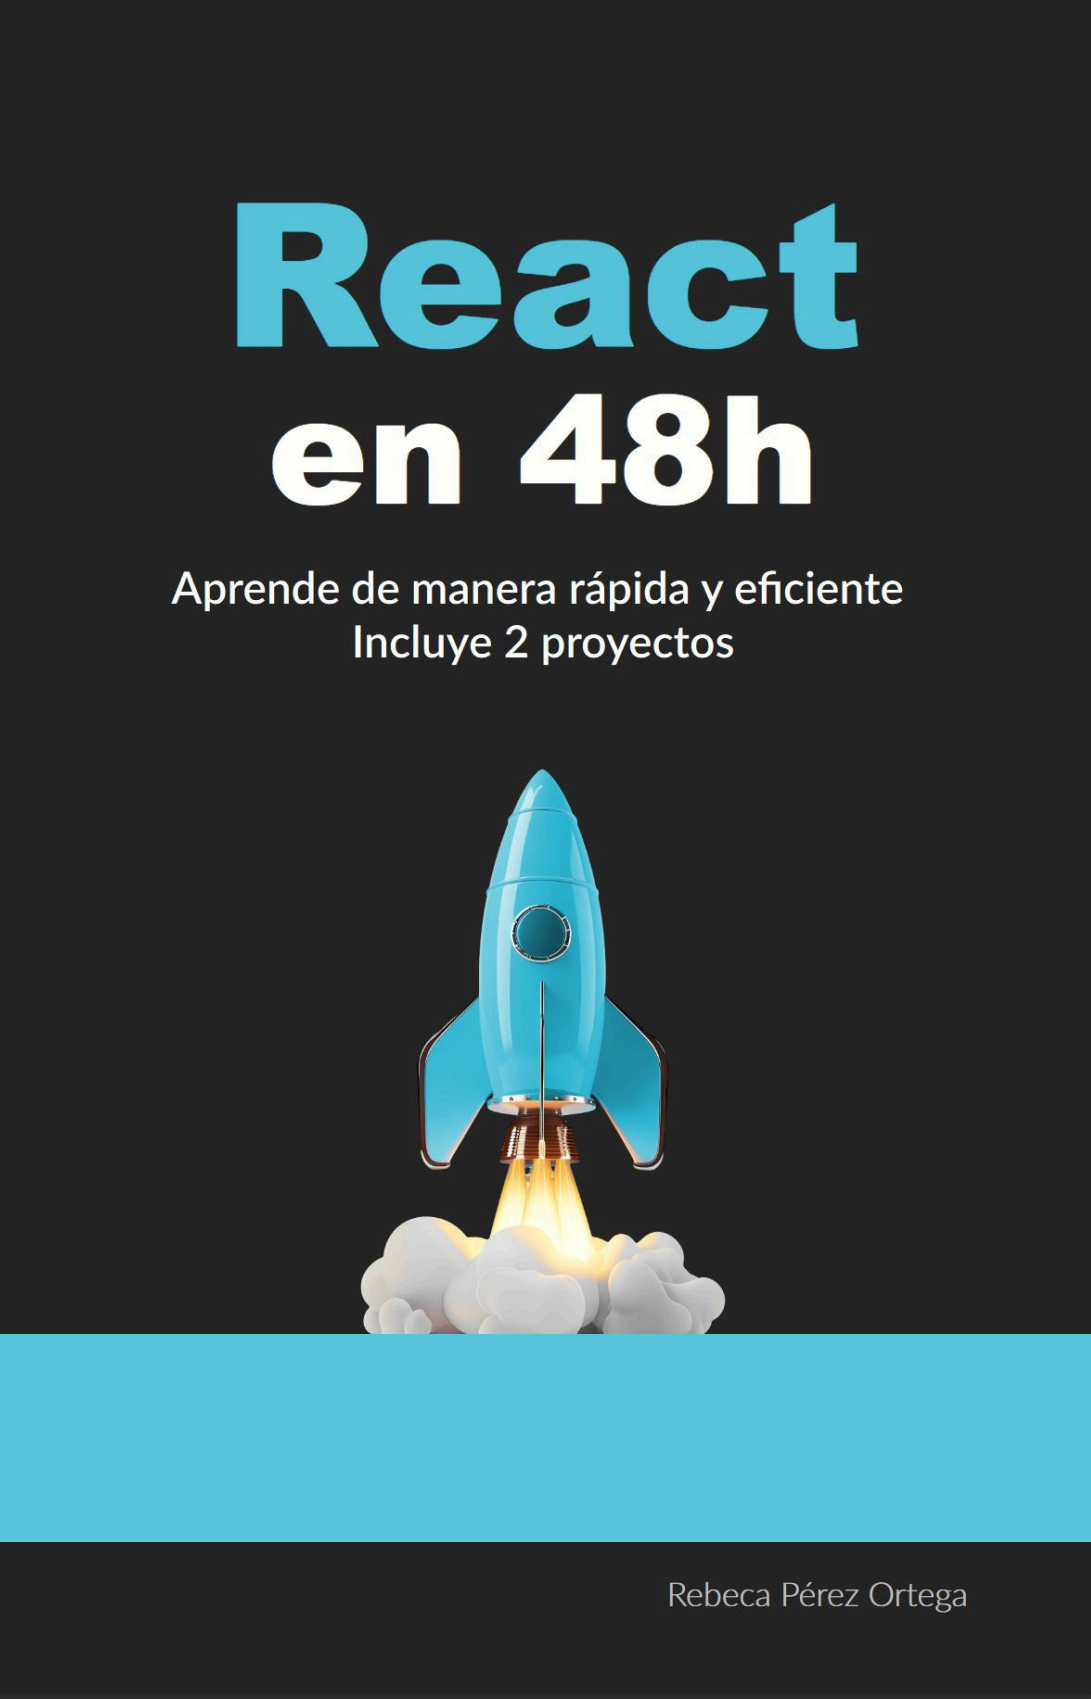 React
en 48h
Aprende de manera rápida y eficiente
Incluye 2 proyectos
Rebeca Pérez Ortega